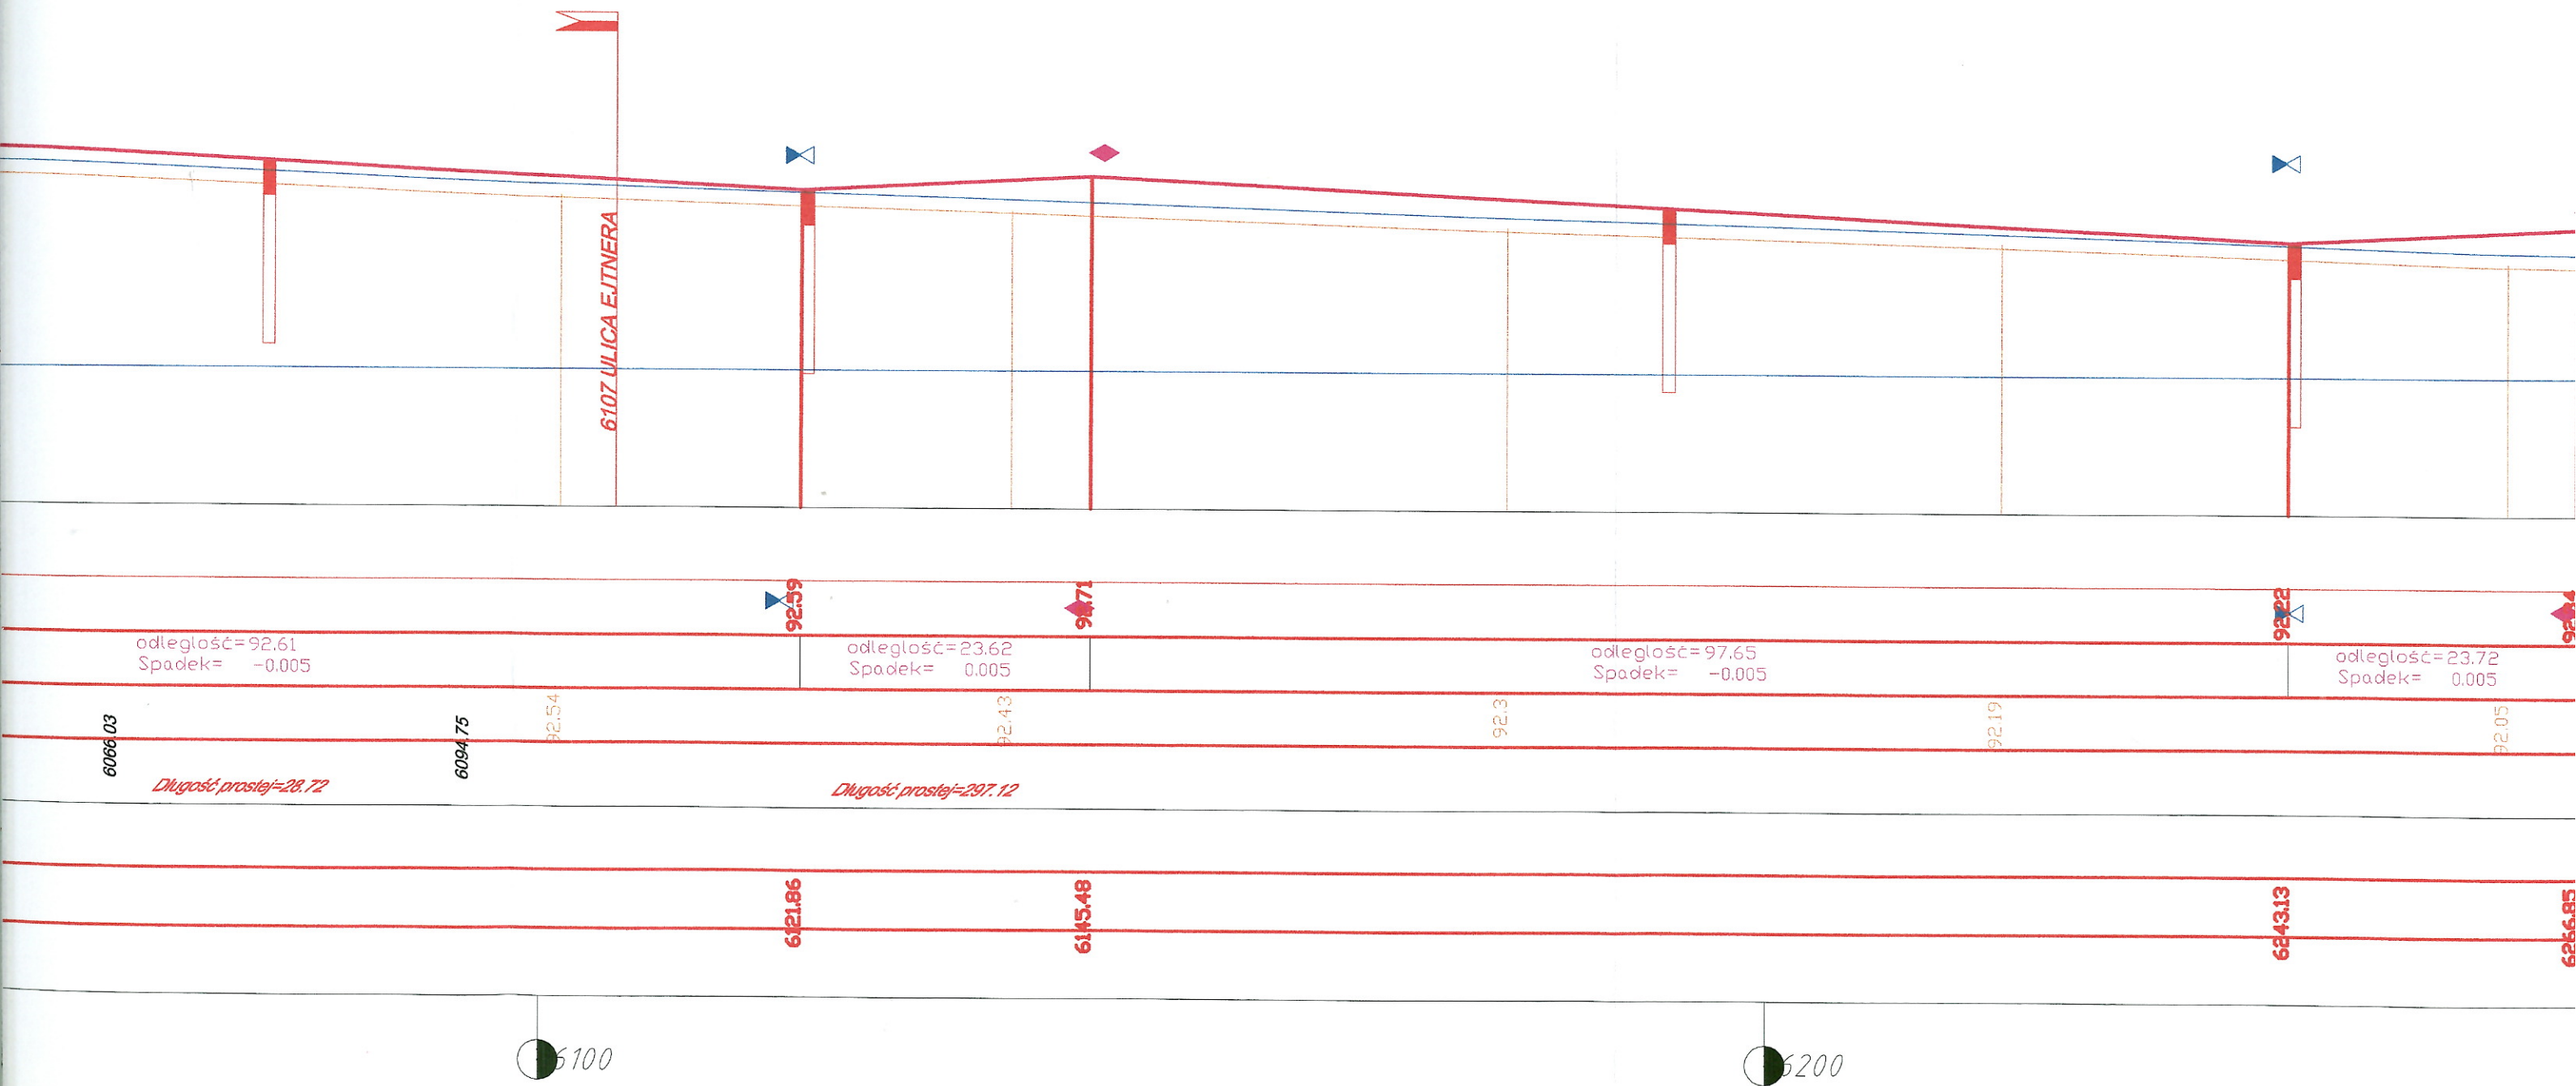 6107 ULICA EJTNERA
92.59
92.71
92.22
odległość=92.61
Spadek= -0.005
odległość=23.62
Spadek= 0.005
odległość=97.65
Spadek= -0.005
odległość=23.72
Spadek= 0.005
6066.03
6094.75
92.54
92.43
92.3
92.19
92.05
Długość prostej=28.72
Długość prostej=297.12
6121.86
6145.48
6243.13
6266.85
6100
6200